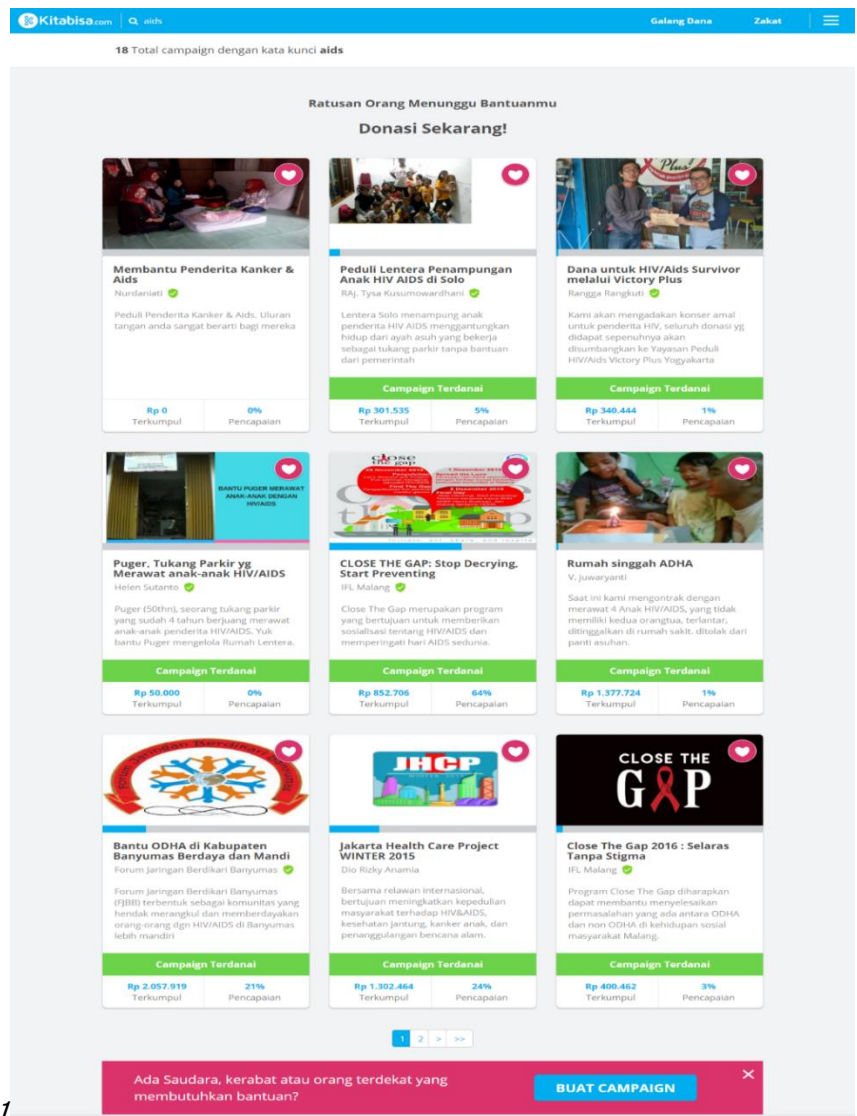 Kitabisa.com
aids
Galang Dana
Zakat
18 Total campaign dengan kata kunci aids
Ratusan Orang Menunggu Bantuanmu
Donasi Sekarang!
Membantu Penderita Kanker &
Aids
Nurdaniati
Peduli Penderita Kanker & Aids. Uluran
tangan anda sangat berarti bagi mereka
Rp 0
0%
Terkumpul
Pencapaian
Peduli Lentera Penampungan
Anak HIV AIDS di Solo
RAj. Tysa Kusumowardhani
Lentera Solo menampung anak
penderita HIV AIDS menggantungkan
hidup dari ayah asuh yang bekerja
sebagai tukang parkir tanpa bantuan
dari pemerintah
Campaign Terdanai
Rp 301.535
5%
Terkumpul
Pencapaian
Plus!
Dana untuk HIV/Aids Survivor
melalui Victory Plus
Rangga Rangkuti
Kami akan mengadakan konser amal
untuk penderita HIV, seluruh donasi yg
didapat sepenuhnya akan
disumbangkan ke Yayasan Peduli
HIV/Aids Victory Plus Yogyakarta
Campaign Terdanai
Rp 340.444
1%
Terkumpul
Pencapaian
BANTU PUGER MERAWAT
ANAK-ANAK DENGAN
HIV/AIDS
Puger, Tukang Parkir yg
Merawat anak-anak HIV/AIDS
Helen Sutanto
Puger (50thn), seorang tukang parkir
yang sudah 4 tahun berjuang merawat
anak-anak penderita HIV/AIDS. Yuk
bantu Puger mengelola Rumah Lentera.
Campaign Terdanai
Rp 50.000
0%
Terkumpul
Pencapaian
close
the gap
CLOSE THE GAP: Stop Decrying,
Start Preventing
IFL Malang
Close The Gap merupakan program
yang bertujuan untuk memberikan
sosialisasi tentang HIV/AIDS dan
memperingati hari AIDS sedunia.
Campaign Terdanai
Rp 852.706
64%
Terkumpul
Pencapaian
Rumah singgah ADHA
V. juwaryanti
Saat ini kami mengontrak dengan
merawat 4 Anak HIV/AIDS, yang tidak
memiliki kedua orangtua, terlantar,
ditinggalkan di rumah sakit, ditolak dari
panti asuhan.
Campaign Terdanai
Rp 1.377.724
1%
Terkumpul
Pencapaian
Forum Jaringan Berdikari Banyumas
Bantu ODHA di Kabupaten
Banyumas Berdaya dan Mandi
Forum Jaringan Berdikari Banyumas
Forum Jaringan Berdikari Banyumas
(FJBB) terbentuk sebagai komunitas yang
hendak merangkul dan memberdayakan
orang-orang dgn HIV/AIDS di Banyumas
lebih mandiri
Campaign Terdanai
Rp 2.057.919
21%
Terkumpul
Pencapaian
JHCP
Jakarta Health Care Project
WINTER 2015
Dio Rizky Anamia
Bersama relawan internasional,
bertujuan meningkatkan kepedulian
masyarakat terhadap HIV&AIDS,
kesehatan jantung, kanker anak, dan
penanggulangan bencana alam.
Campaign Terdanai
Rp 1.302.464
24%
Terkumpul
Pencapaian
CLOSE THE
GAP
Close The Gap 2016 : Selaras
Tanpa Stigma
IFL Malang
Program Close The Gap diharapkan
dapat membantu menyelesaikan
permasalahan yang ada antara ODHA
dan non ODHA di kehidupan sosial
masyarakat Malang.
Campaign Terdanai
Rp 400.462
3%
Terkumpul
Pencapaian
1 2 > >>
Ada Saudara, kerabat atau orang terdekat yang
membutuhkan bantuan?
BUAT CAMPAIGN
1